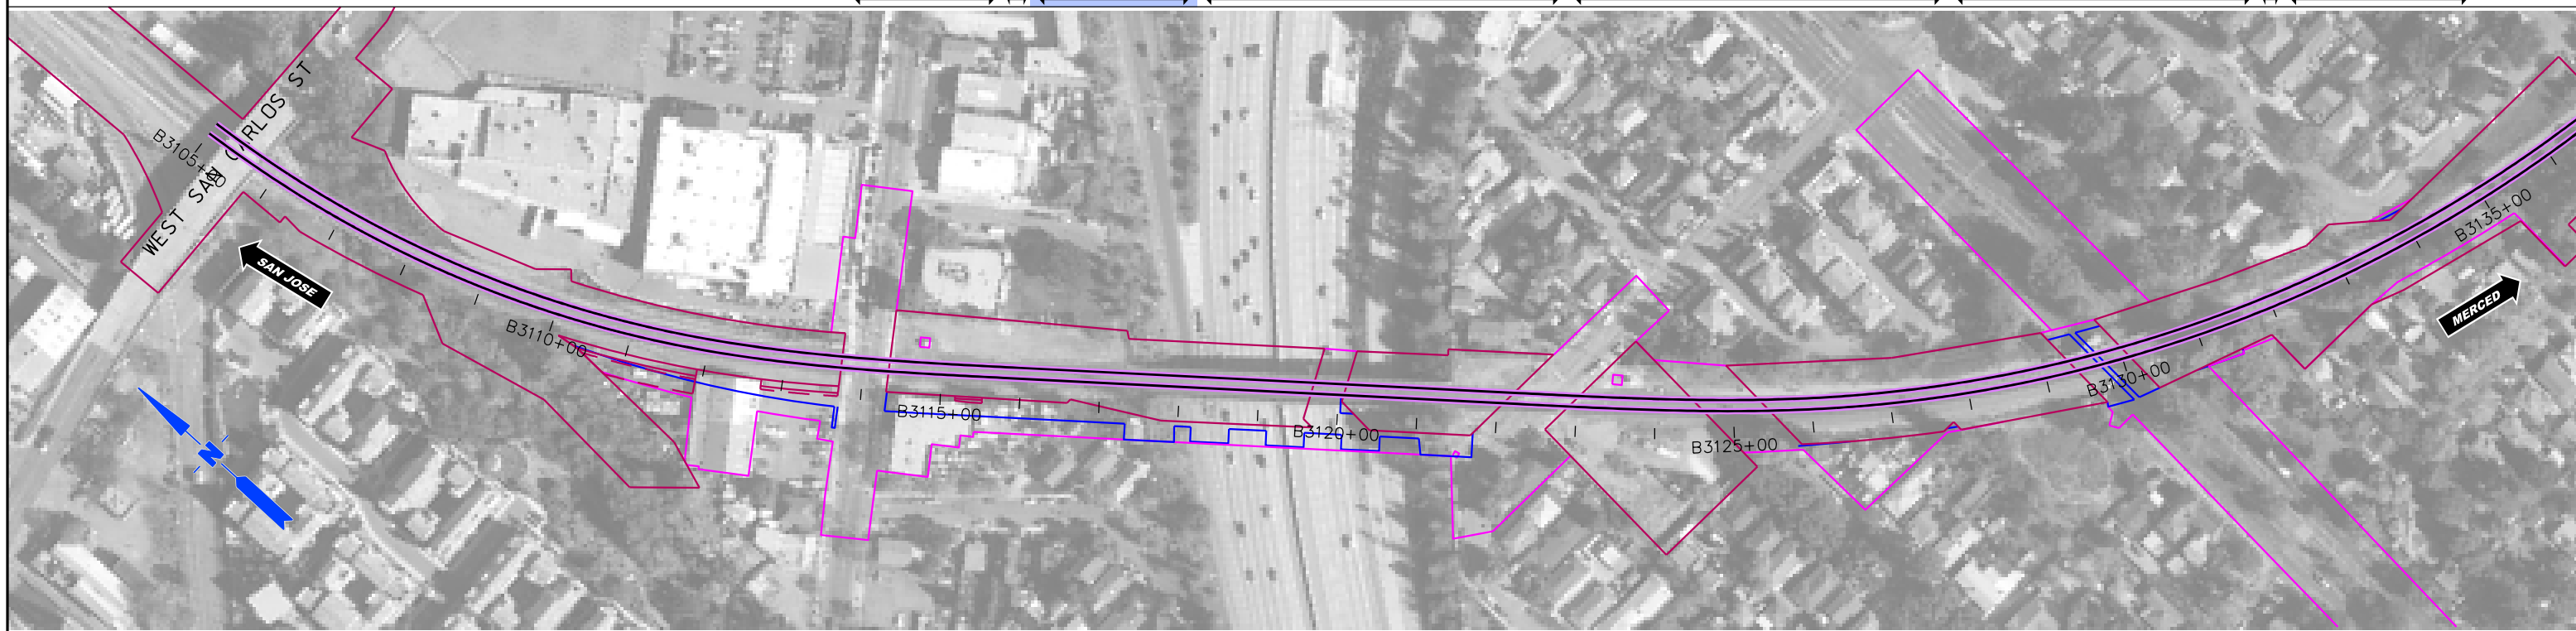 WEST SAN CARLOS ST
B3105+00
SAN JOSE
N
B3110+00
B3115+00
B3120+00
B3125+00
B3130+00
B3135+00
MERCED